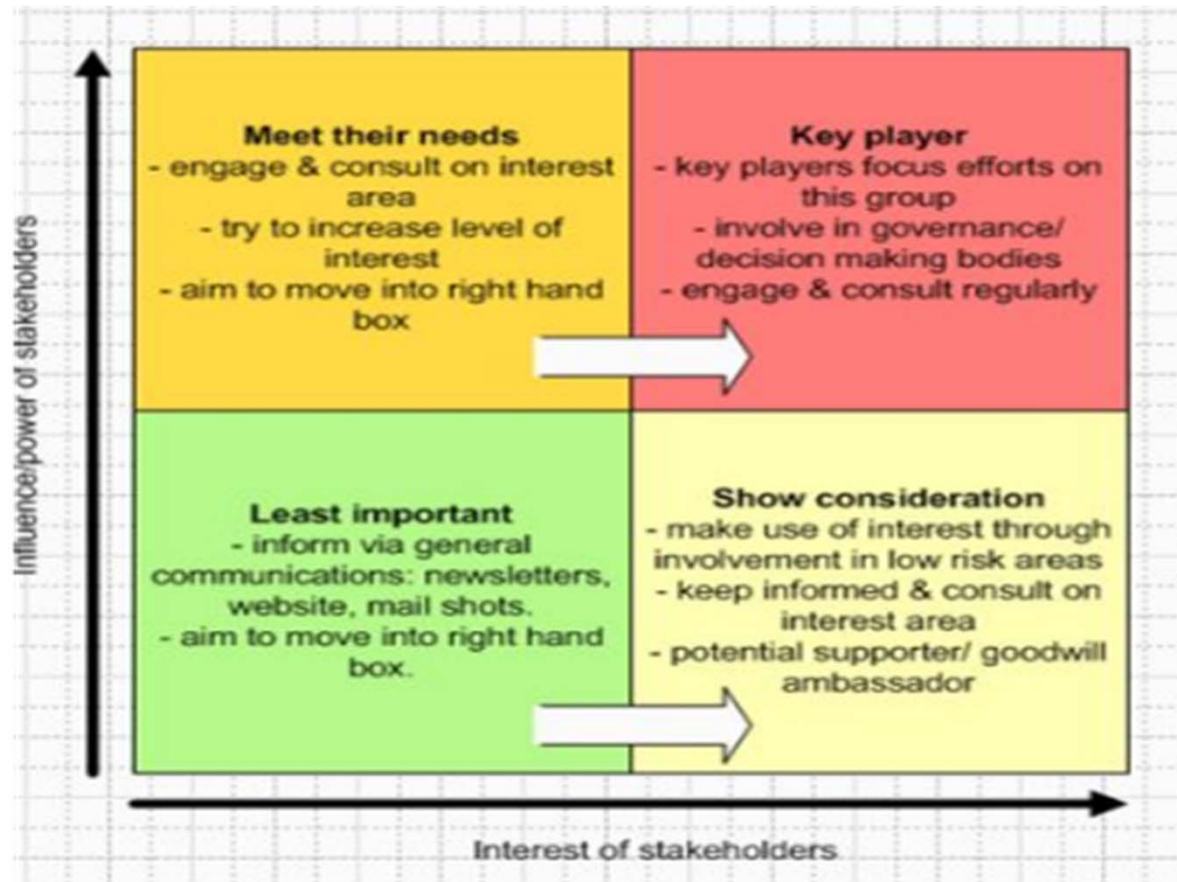 Influence/power of stakeholders
Meet their needs
- engage & consult on interest
area
- try to increase level of
interest
- aim to move into right hand
box
Key player
- key players focus efforts on
this group
- involve in governance/
decision making bodies
- engage & consult regularly
Least important
- inform via general
communications: newsletters,
website, mail shots.
- aim to move into right hand
box.
Show consideration
- make use of interest through
involvement in low risk areas
- keep informed & consult on
interest area
- potential supporter/ goodwill
ambassador
Interest of stakeholders